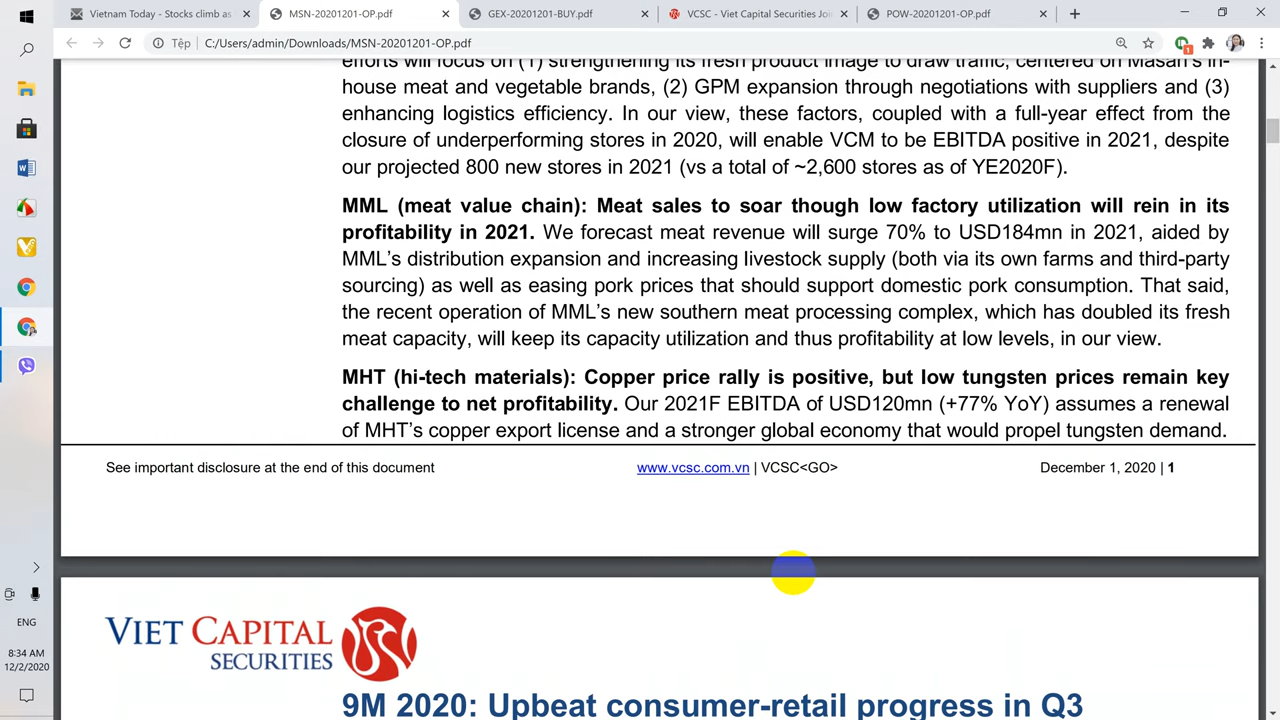 Vietnam Today - Stocks climb as
MSN-20201201-OP.pdf
GEX-20201201-BUY.pdf
VCSC - Viet Capital Securities Joi
POW-20201201-OP.pdf
Tệp
C:/Users/admin/Downloads/MSN-20201201-OP.pdf
1
efforts will focus on (1) strengthening its fresh product image to draw traffic, centered on Masan's in-
house meat and vegetable brands, (2) GPM expansion through negotiations with suppliers and (3)
enhancing logistics efficiency. In our view, these factors, coupled with a full-year effect from the
closure of underperforming stores in 2020, will enable VCM to be EBITDA positive in 2021, despite
our projected 800 new stores in 2021 (vs a total of ~2,600 stores as of YE2020F).
MML (meat value chain): Meat sales to soar though low factory utilization will rein in its
profitability in 2021. We forecast meat revenue will surge 70% to USD184mn in 2021, aided by
MML's distribution expansion and increasing livestock supply (both via its own farms and third-party
sourcing) as well as easing pork prices that should support domestic pork consumption. That said,
the recent operation of MML's new southern meat processing complex, which has doubled its fresh
meat capacity, will keep its capacity utilization and thus profitability at low levels, in our view.
MHT (hi-tech materials): Copper price rally is positive, but low tungsten prices remain key
challenge to net profitability. Our 2021F EBITDA of USD120mn (+77% YoY) assumes a renewal
of MHT's copper export license and a stronger global economy that would propel tungsten demand.
See important disclosure at the end of this document
www.vcsc.com.vn | VCSC<GO>
December 1, 2020 | 1
VIET CAPITAL
SECURITIES
9M 2020: Upbeat consumer-retail progress in Q3
ENG
8:34 AM
12/2/2020